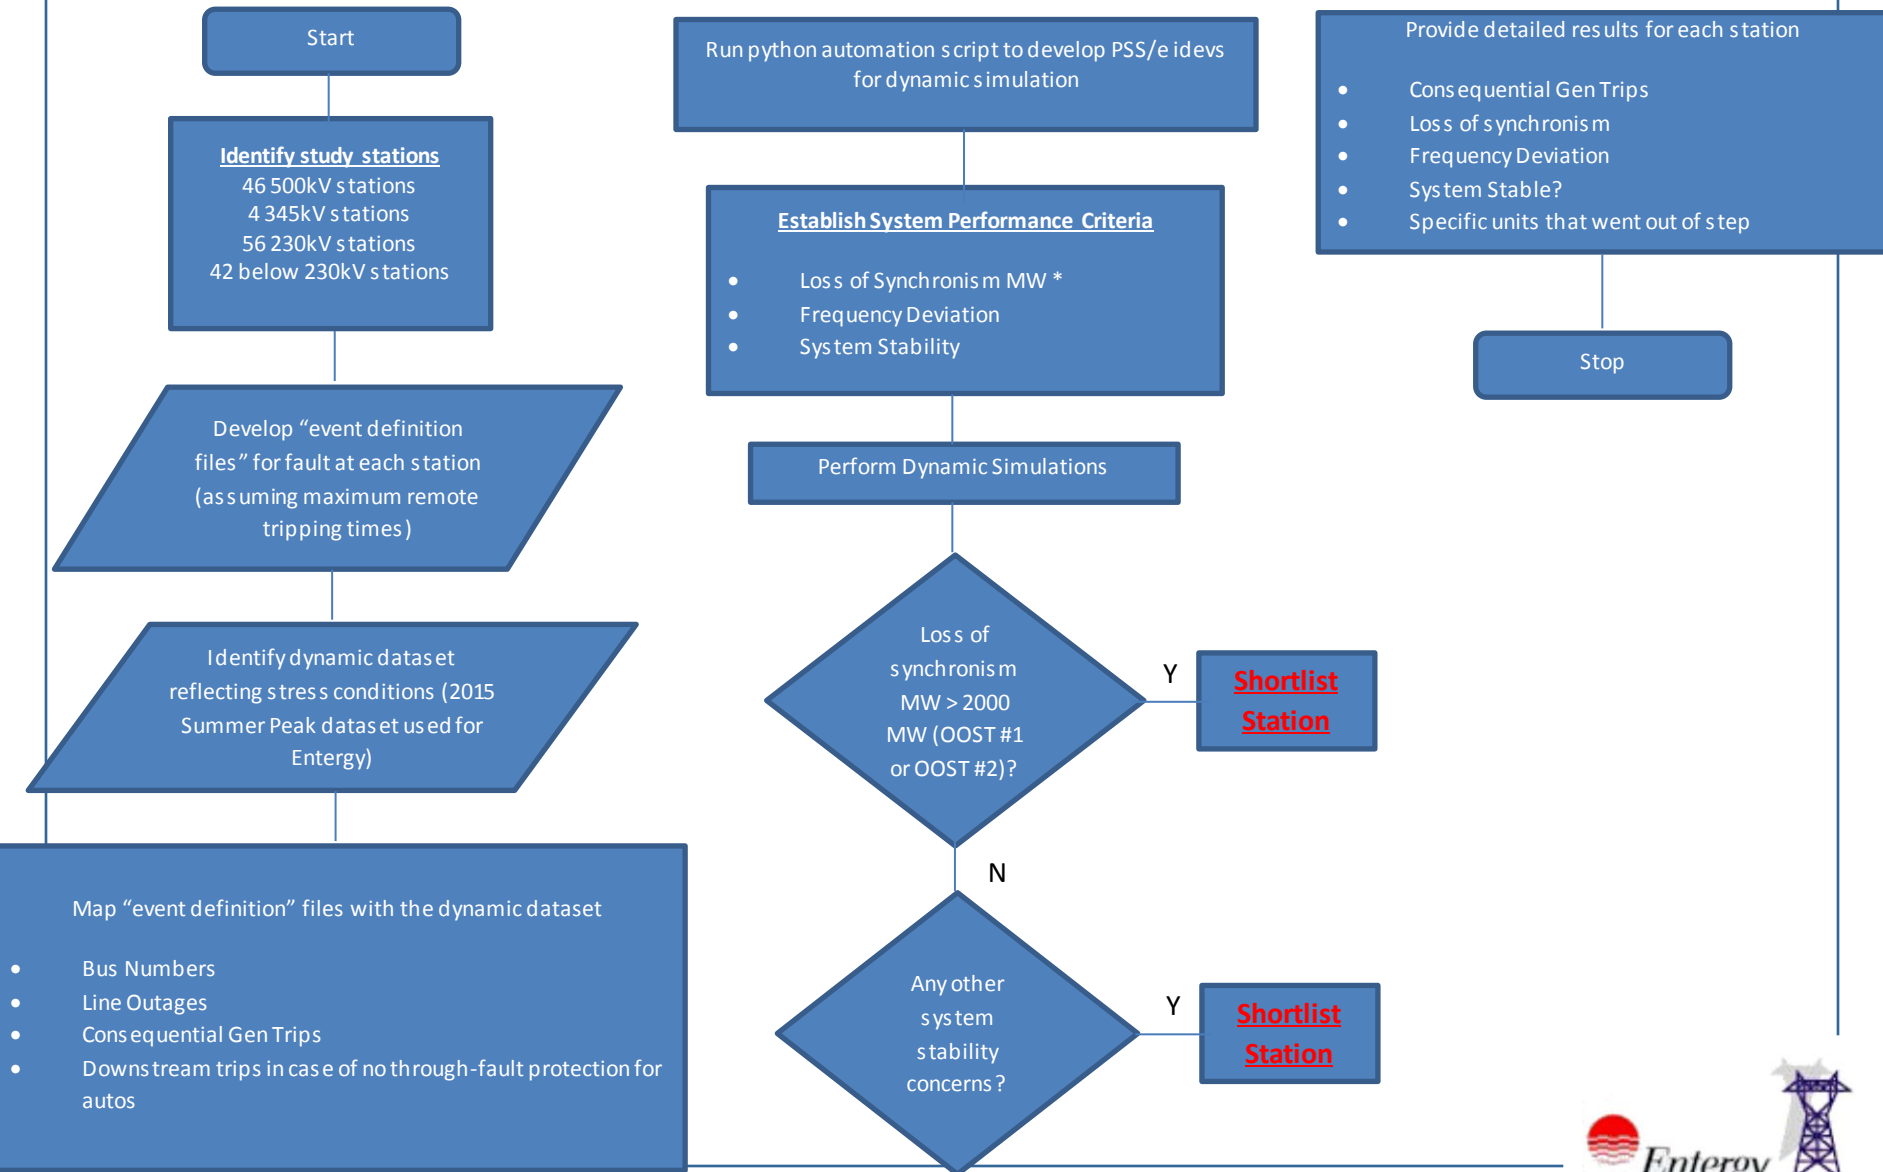 Start
Identify study stations
46 500kV stations
4 345kV stations
56 230kV stations
42 below 230kV stations
Develop “event definition
files” for fault at each station
(assuming maximum remote
tripping times)
Identify dynamic dataset
reflecting stress conditions (2015
Summer Peak dataset used for
Entergy)
Map “event definition” files with the dynamic dataset
• Bus Numbers
• Line Outages
• Consequential Gen Trips
• Downstream trips in case of no through-fault protection for
autos
Run python automation script to develop PSS/e idevs
for dynamic simulation
Establish System Performance Criteria
• Loss of Synchronism MW *
• Frequency Deviation
• System Stability
Perform Dynamic Simulations
Loss of
synchronism
MW > 2000
MW (OOST #1
or OOST #2)?
Y
Shortlist
Station
N
Any other
system
stability
concerns?
Y
Shortlist
Station
Provide detailed results for each station
• Consequential Gen Trips
• Loss of synchronism
• Frequency Deviation
• System Stable?
• Specific units that went out of step
Stop
Entergy